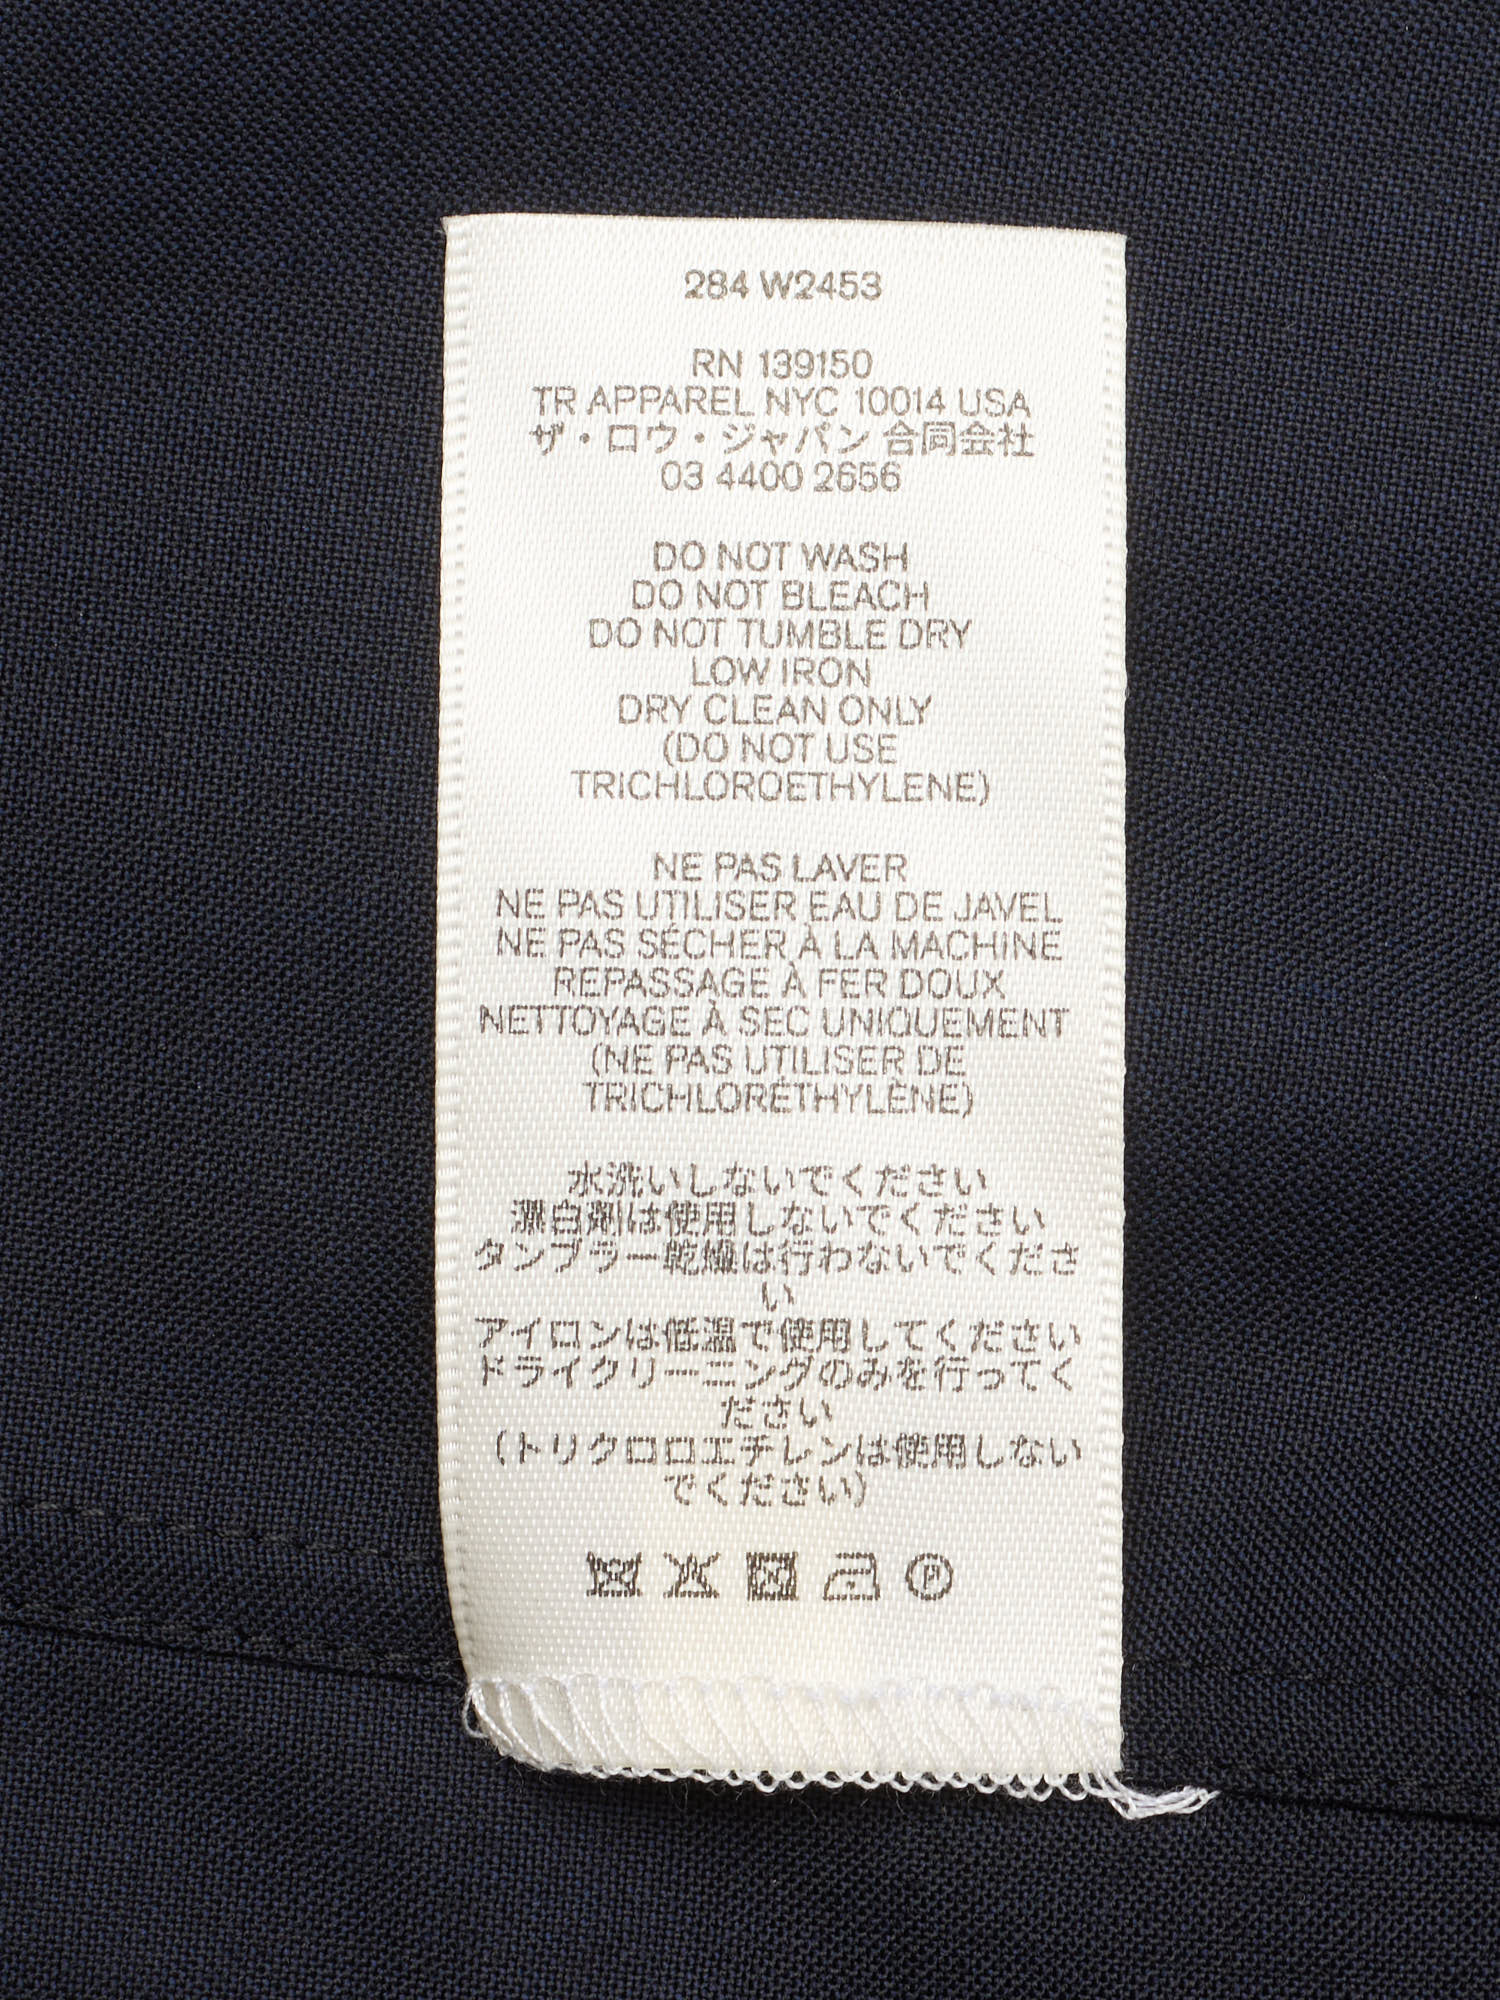 284 W2453
RN 139150
TR APPAREL NYC 10014 USA
ザ・ロウ・ジャパン 合同会社
03 4400 2656
DO NOT WASH
DO NOT BLEACH
DO NOT TUMBLE DRY
LOW IRON
DRY CLEAN ONLY
(DO NOT USE
TRICHLOROETHYLENE)
NE PAS LAVER
NE PAS UTILISER EAU DE JAVEL
NE PAS SÉCHER À LA MACHINE
REPASSAGE À FER DOUX
NETTOYAGE À SEC UNIQUEMENT
(NE PAS UTILISER DE
TRICHLORÉTHYLÈNE)
水洗いしないでください
漂白剤は使用しないでください
タンブラー乾燥は行わないでくださ
い
アイロンは低温で使用してください
ドライクリーニングのみを行ってく
ださい
(トリクロロエチレンは使用しない
でください)
P